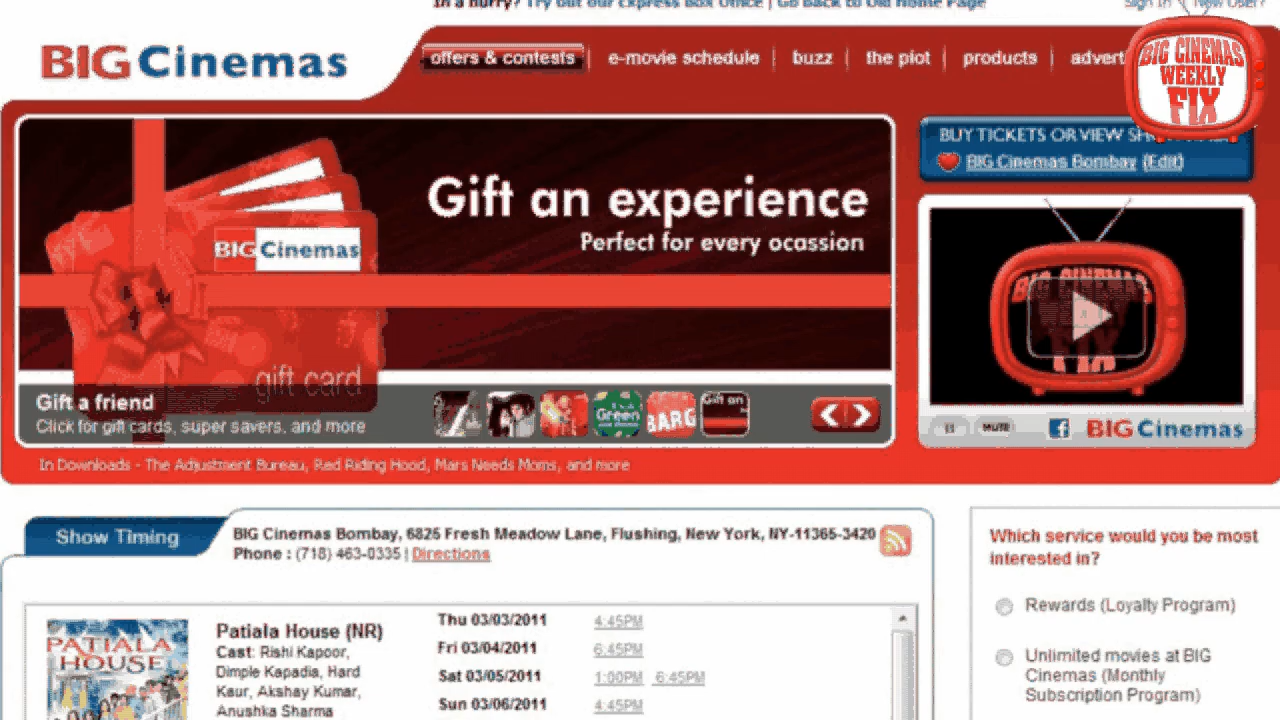 In a hurry? Try out our Express Box Office | Go back to Old Home Page
Sign In | New User?
BIG Cinemas
offers & contests
e-movie schedule
buzz
the plot
products
advert
BIG CINEMAS
WEEKLY
FIX
BUY TICKETS OR VIEW SH
BIG Cinemas Bombay (Edit)
Gift an experience
Perfect for every ocassion
BIG Cinemas
gift card
Gift a friend
Click for gift cards, super savers, and more
Green
BARG
Gift an
BIG CINEMAS
FIX
MUTE
BIG Cinemas
In Downloads - The Adjustment Bureau, Red Riding Hood, Mars Needs Moms, and more
Show Timing
BIG Cinemas Bombay, 6825 Fresh Meadow Lane, Flushing, New York, NY-11365-3420
Phone : (718) 463-0335 | Directions
PATIALA
HOUSE
Patiala House (NR)
Cast: Rishi Kapoor,
Dimple Kapadia, Hard
Kaur, Akshay Kumar,
Anushka Sharma
Thu 03/03/2011 4:45PM
Fri 03/04/2011 6:45PM
Sat 03/05/2011 1:00PM 6:45PM
Sun 03/06/2011 4:45PM
Which service would you be most
interested in?
Rewards (Loyalty Program)
Unlimited movies at BIG
Cinemas (Monthly
Subscription Program)